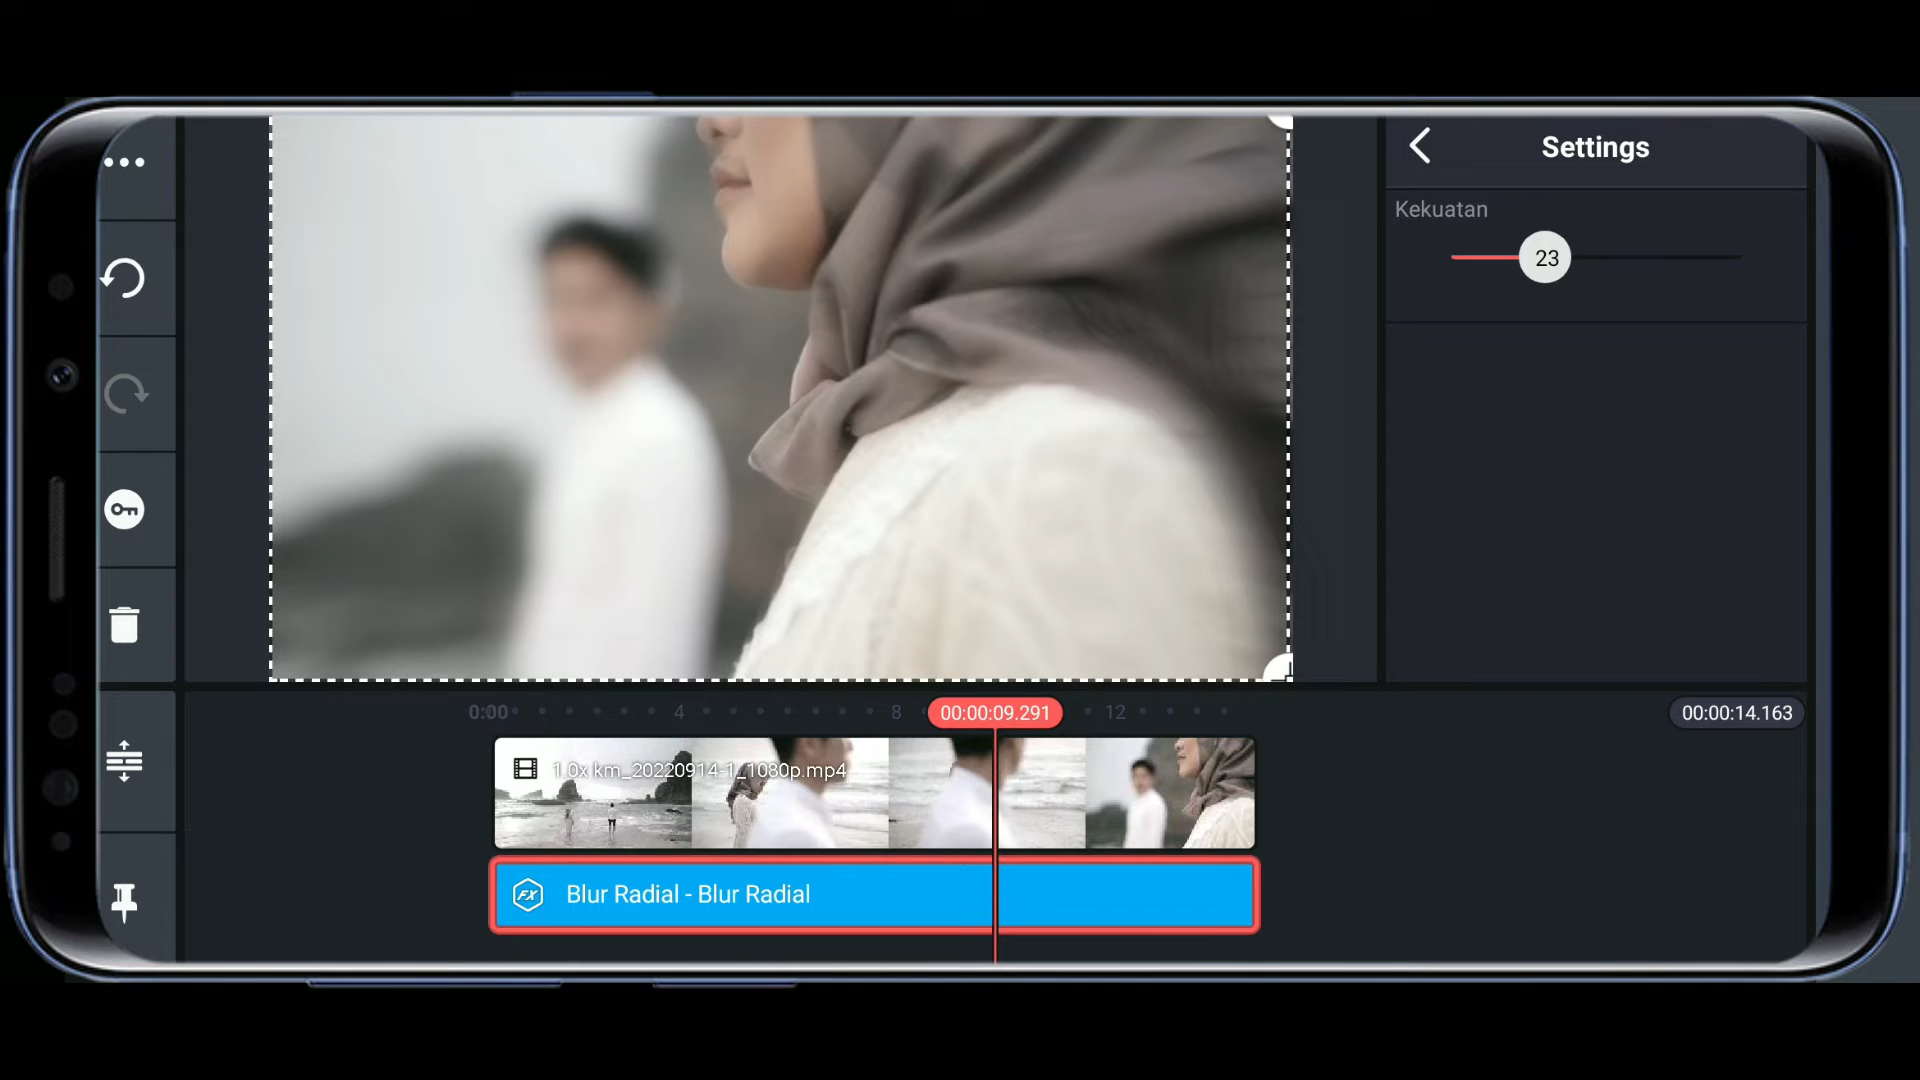 Settings
Kekuatan
23
0:00 4 8 00:00:09.291 12 00:00:14.163
1.0x km_20220914-1_1080p.mp4
FX Blur Radial - Blur Radial